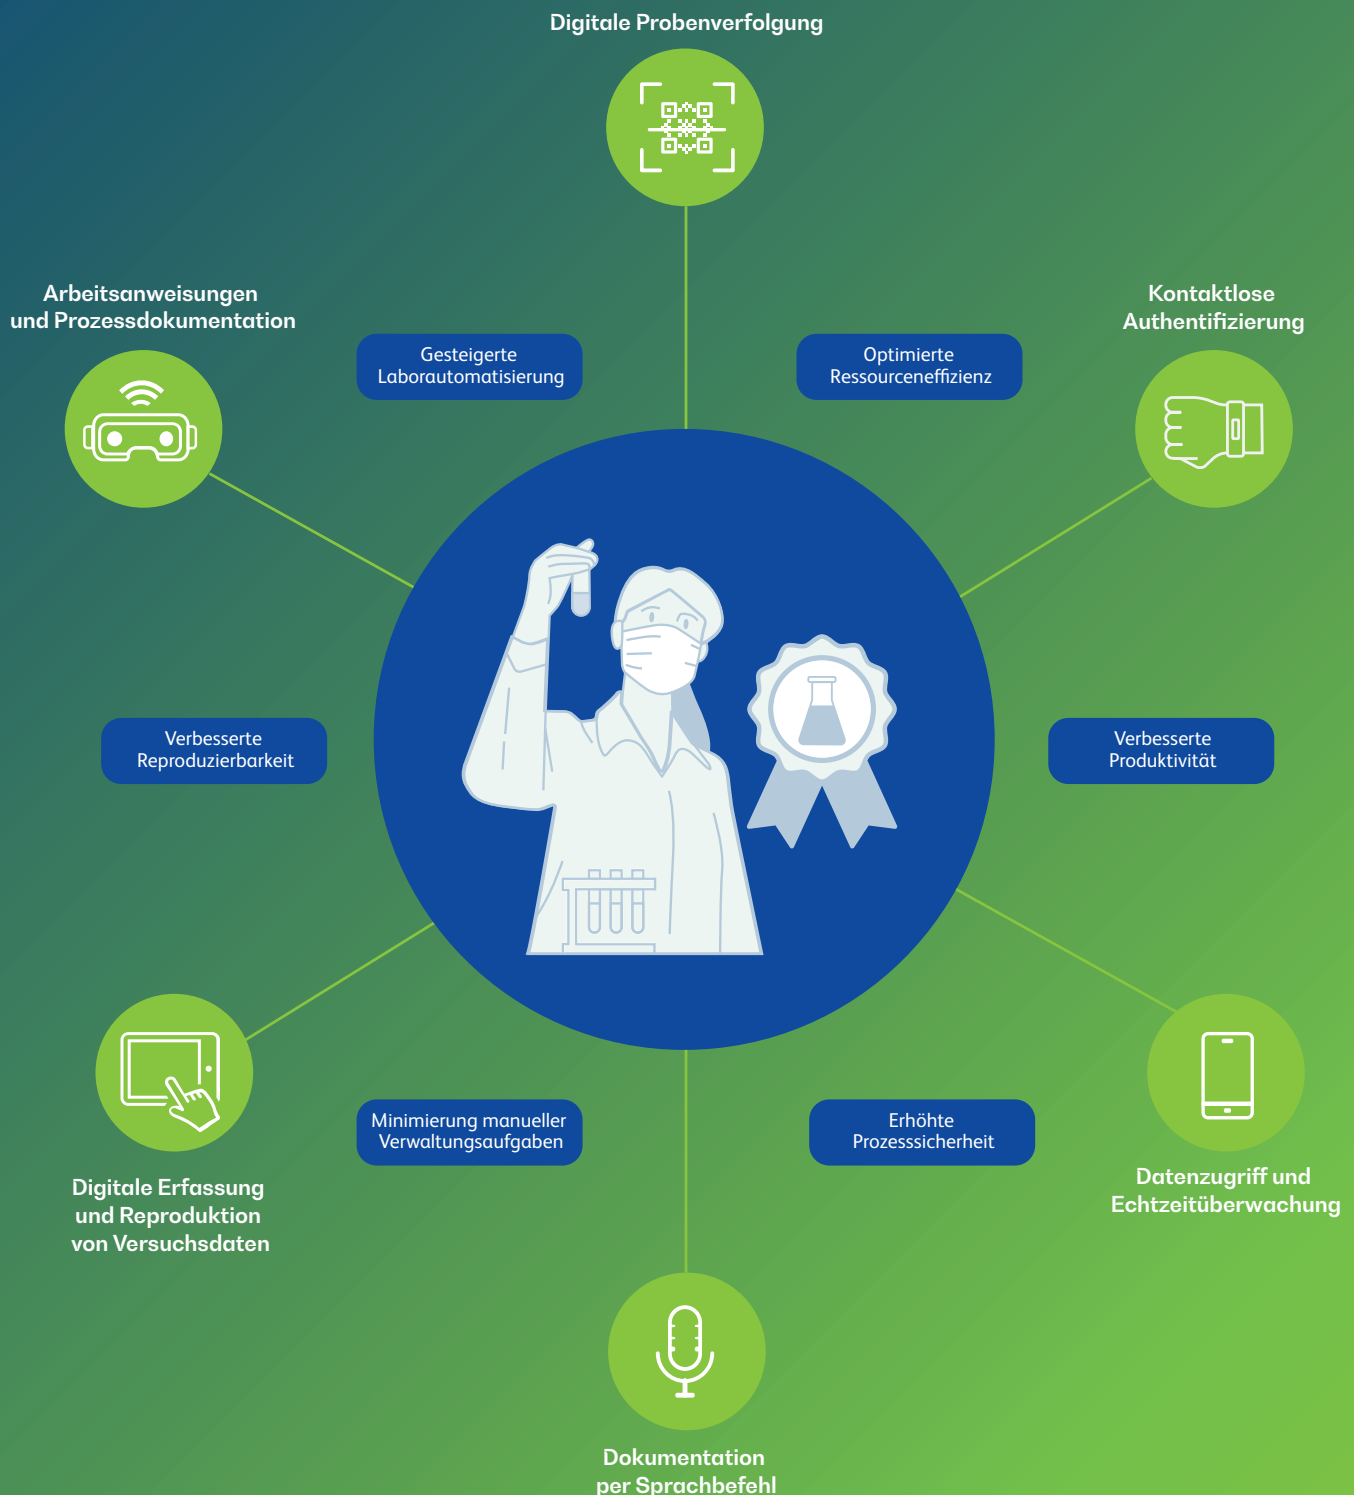 Digitale Probenverfolgung
Arbeitsanweisungen
und Prozessdokumentation
Kontaktlose
Authentifizierung
Gesteigerte
Laborautomatisierung
Optimierte
Ressourceneffizienz
Verbesserte
Reproduzierbarkeit
Verbesserte
Produktivität
Minimierung manueller
Verwaltungsaufgaben
Erhöhte
Prozesssicherheit
Digitale Erfassung
und Reproduktion
von Versuchsdaten
Datenzugriff und
Echtzeitüberwachung
Dokumentation
per Sprachbefehl